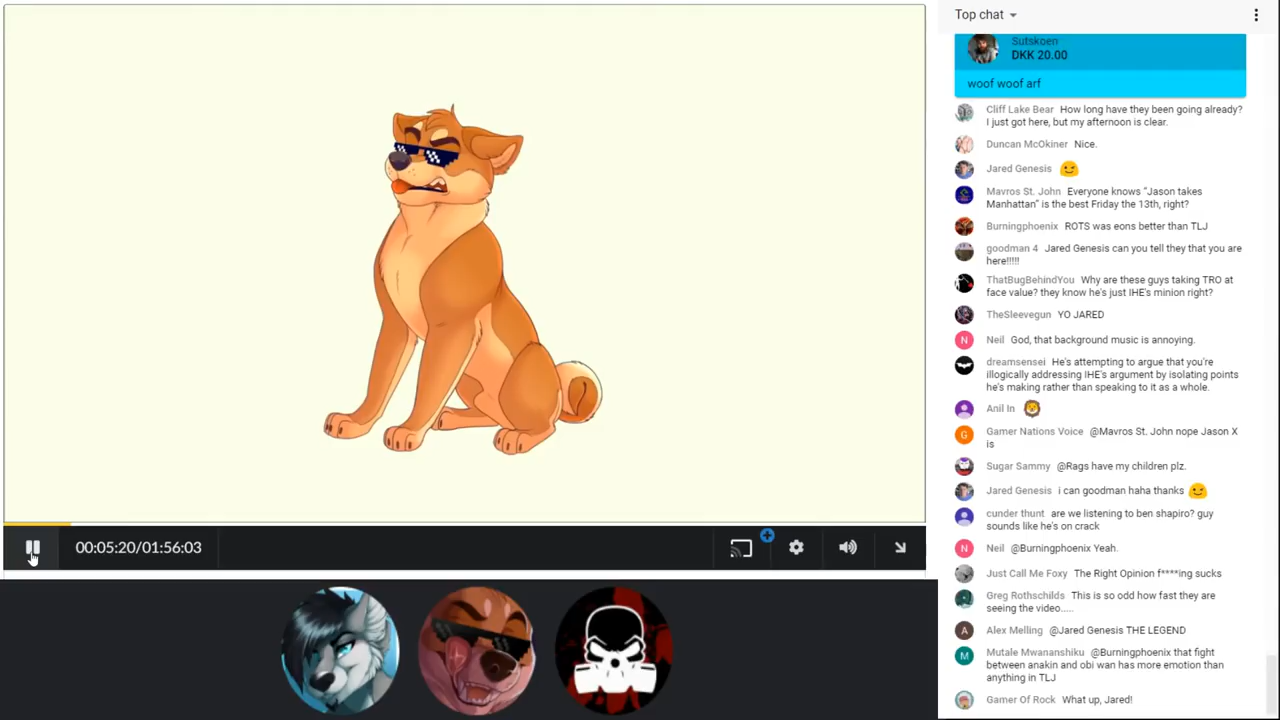 Top chat
Sutskoen
DKK 20.00
woof woof arf
Cliff Lake Bear How long have they been going already?
I just got here, but my afternoon is clear.
Duncan McOkiner Nice.
Jared Genesis
Mavros St. John Everyone knows "Jason takes
Manhattan" is the best Friday the 13th, right?
Burningphoenix ROTS was eons better than TLJ
goodman 4 Jared Genesis can you tell they that you are
here!!!!!
ThatBugBehindYou Why are these guys taking TRO at
face value? they know he's just IHE's minion right?
TheSleevegun YO JARED
N Neil God, that background music is annoying.
dreamsensei He's attempting to argue that you're
illogically addressing IHE's argument by isolating points
he's making rather than speaking to it as a whole.
Anil In
G Gamer Nations Voice @Mavros St. John nope Jason X
is
Sugar Sammy @Rags have my children plz.
Jared Genesis i can goodman haha thanks
cunder thunt are we listening to ben shapiro? guy
sounds like he's on crack
N Neil @Burningphoenix Yeah.
Just Call Me Foxy The Right Opinion f****ing sucks
Greg Rothschilds This is so odd how fast they are
seeing the video.....
A Alex Melling @Jared Genesis THE LEGEND
M Mutale Mwananshiku @Burningphoenix that fight
between anakin and obi wan has more emotion than
anything in TLJ
Gamer Of Rock What up, Jared!
00:05:20/01:56:03